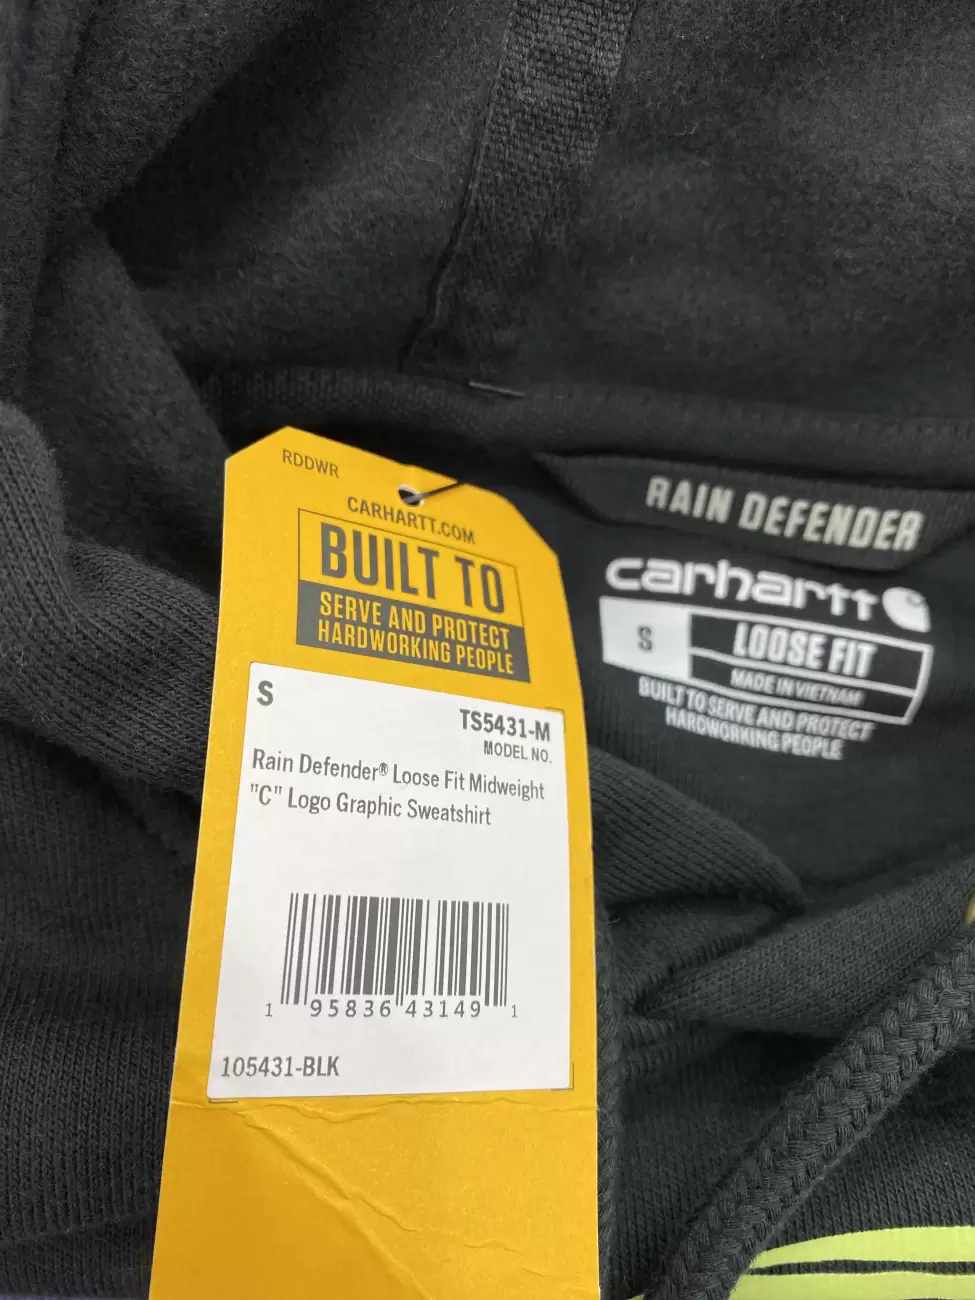 RDDWR
CARHARTT.COM
BUILT TO
SERVE AND PROTECT
HARDWORKING PEOPLE
S
TS5431-M
MODEL NO.
Rain Defender® Loose Fit Midweight
"C" Logo Graphic Sweatshirt
1 95836 43149 1
105431-BLK
RAIN DEFENDER
carhartt
S
LOOSE FIT
MADE IN VIETNAM
BUILT TO SERVE AND PROTECT
HARDWORKING PEOPLE